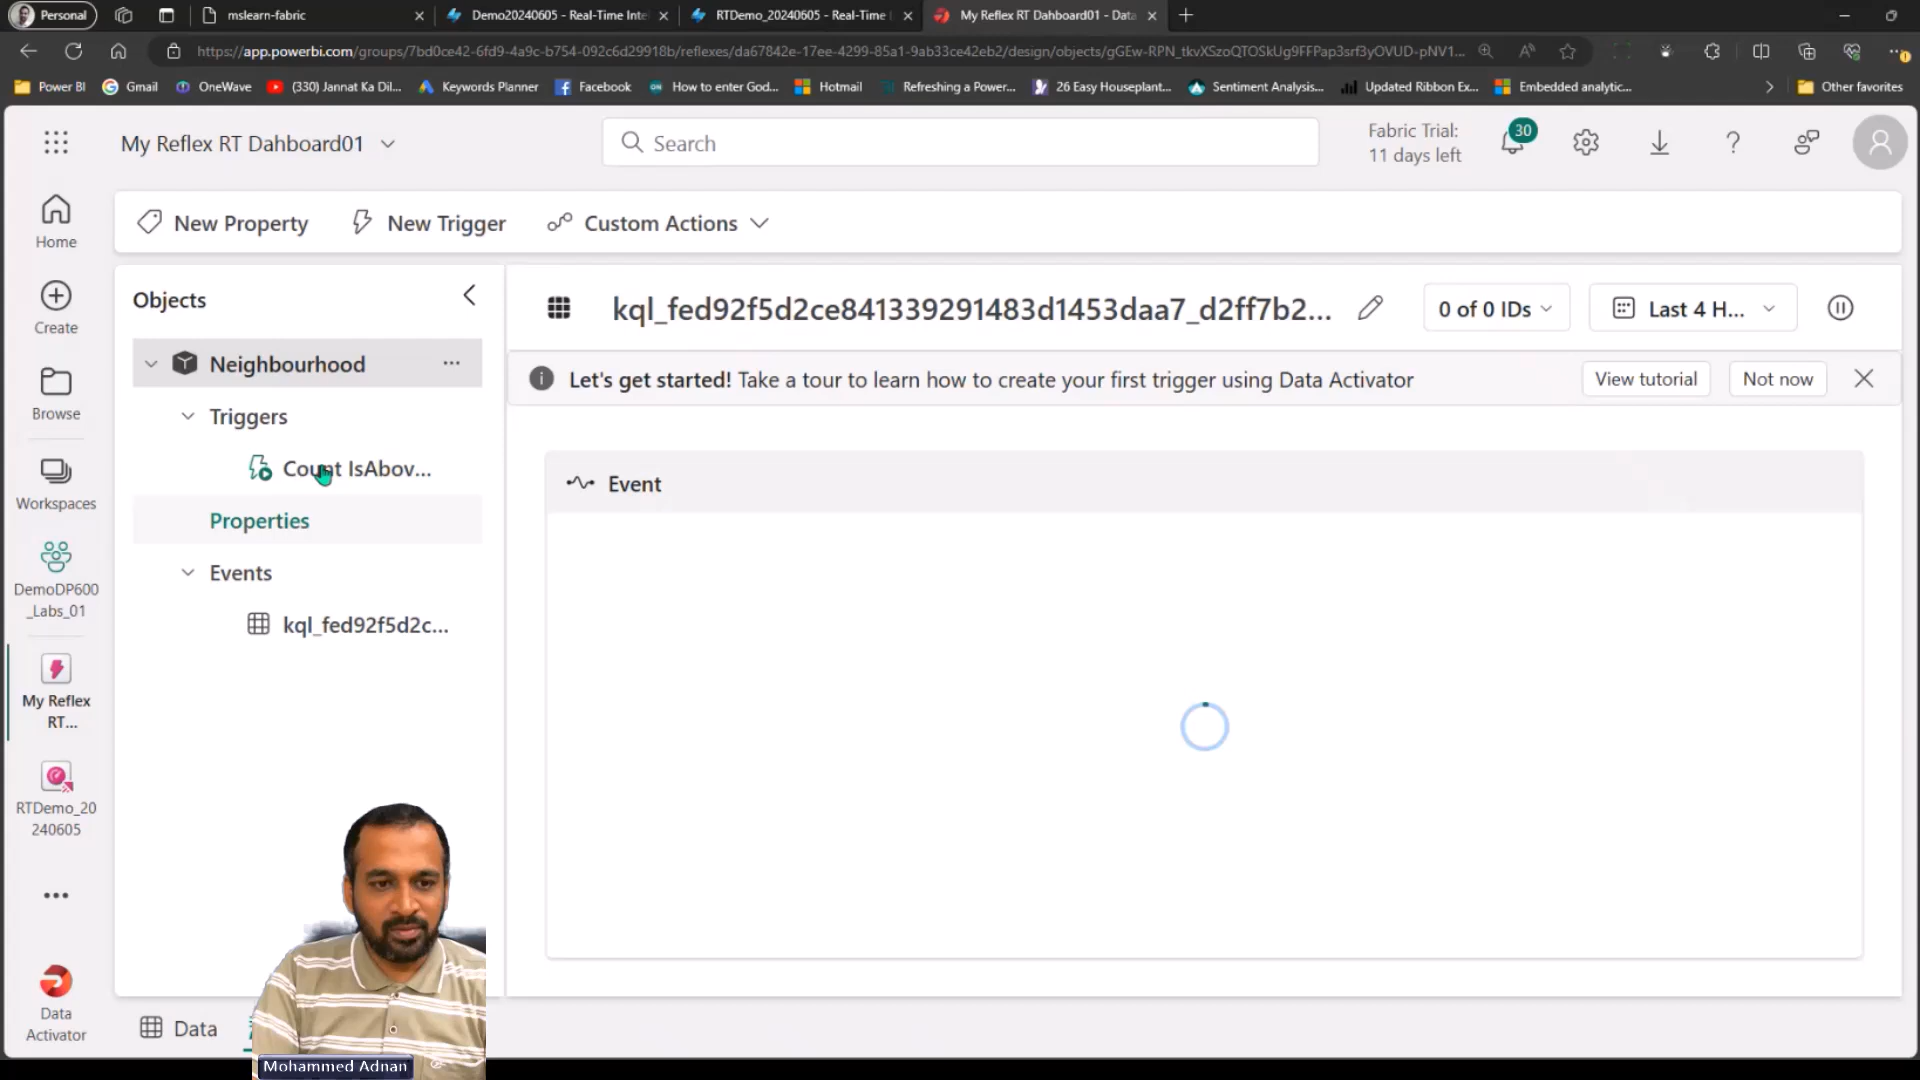 Personal
mslearn-fabric
Demo20240605 - Real-Time Inte
RTDemo_20240605 - Real-Time
My Reflex RT Dahboard01 - Data
https://app.powerbi.com/groups/7bd0ce42-6fd9-4a9c-b754-092c6d29918b/reflexes/da67842e-17ee-4299-85a1-9ab33ce42eb2/design/objects/gGEw-RPN_tkvXSzoQTOSkUg9FFPap3srf3yOVUD-pNV1...
Power BI
Gmail
OneWave
(330) Jannat Ka Dil...
Keywords Planner
Facebook
How to enter God...
Hotmail
Refreshing a Power...
26 Easy Houseplant...
Sentiment Analysis...
Updated Ribbon Ex...
Embedded analytic...
Other favorites
My Reflex RT Dahboard01
Search
Fabric Trial:
11 days left
30
Home
Create
Browse
Workspaces
DemoDP600
_Labs_01
My Reflex
RT...
RTDemo_20
240605
Data
Activator
New Property
New Trigger
Custom Actions
Objects
Neighbourhood
Triggers
Count IsAbov...
Properties
Events
kql_fed92f5d2c...
Data
kql_fed92f5d2ce841339291483d1453daa7_d2ff7b2...
0 of 0 IDs
Last 4 H...
Let's get started! Take a tour to learn how to create your first trigger using Data Activator
View tutorial
Not now
Event
Mohammed Adnan